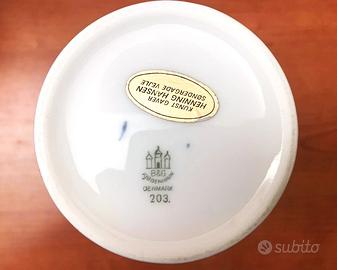 KUNST GAVER
HENNING HANSEN
SØNDERGADE VEJLE
B&G
DENMARK
203.
subito